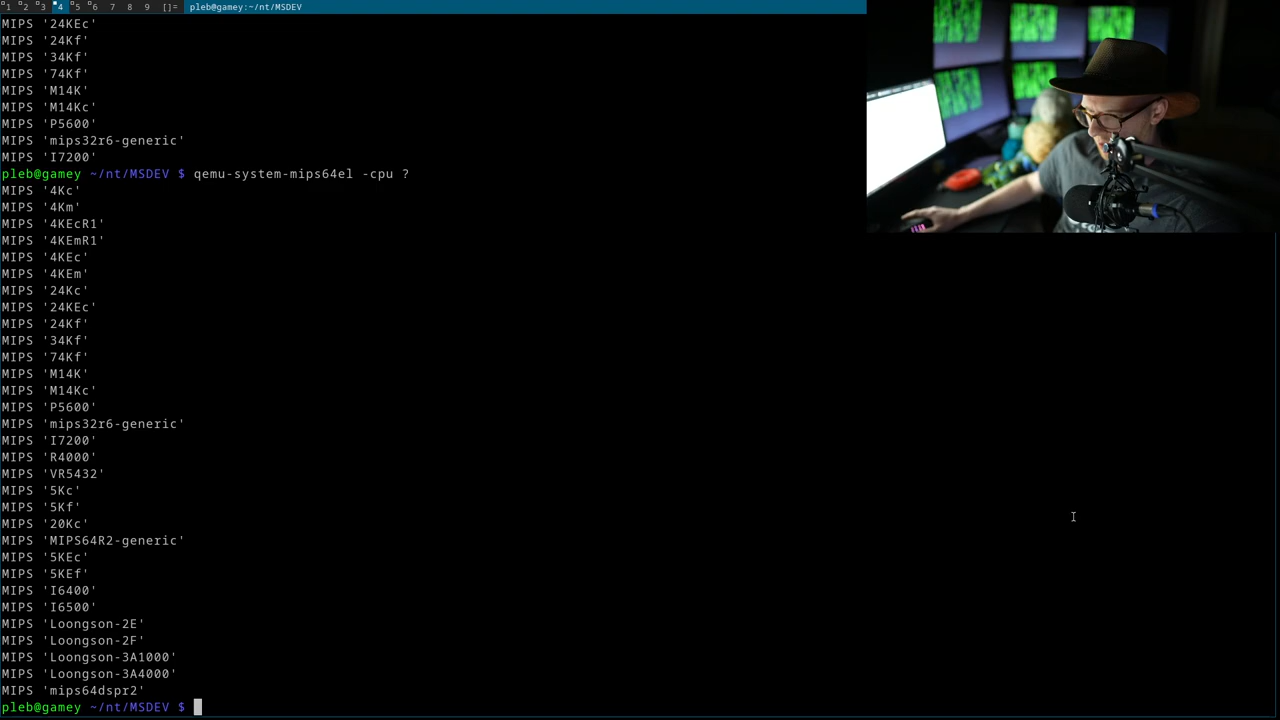 1 2 3 4 5 6 7 8 9 []= pleb@gamey:~/nt/MSDEV
MIPS '24KEc'
MIPS '24Kf'
MIPS '34Kf'
MIPS '74Kf'
MIPS 'M14K'
MIPS 'M14Kc'
MIPS 'P5600'
MIPS 'mips32r6-generic'
MIPS 'I7200'
pleb@gamey ~/nt/MSDEV $ qemu-system-mips64el -cpu ?
MIPS '4Kc'
MIPS '4Km'
MIPS '4KEcR1'
MIPS '4KEmR1'
MIPS '4KEc'
MIPS '4KEm'
MIPS '24Kc'
MIPS '24KEc'
MIPS '24Kf'
MIPS '34Kf'
MIPS '74Kf'
MIPS 'M14K'
MIPS 'M14Kc'
MIPS 'P5600'
MIPS 'mips32r6-generic'
MIPS 'I7200'
MIPS 'R4000'
MIPS 'VR5432'
MIPS '5Kc'
MIPS '5Kf'
MIPS '20Kc'
MIPS 'MIPS64R2-generic'
MIPS '5KEc'
MIPS '5KEf'
MIPS 'I6400'
MIPS 'I6500'
MIPS 'Loongson-2E'
MIPS 'Loongson-2F'
MIPS 'Loongson-3A1000'
MIPS 'Loongson-3A4000'
MIPS 'mips64dspr2'
pleb@gamey ~/nt/MSDEV $